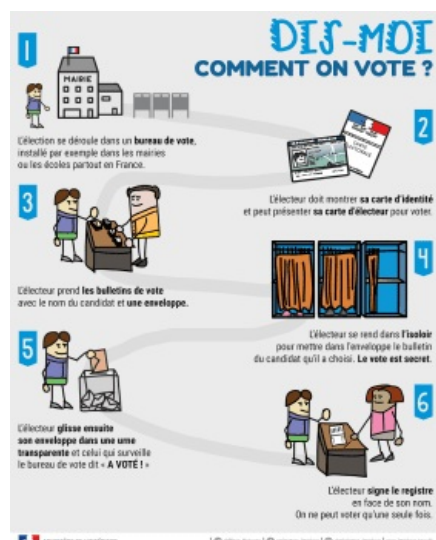 DIS-MOI
COMMENT ON VOTE ?
1
MAIRIE
L'élection se déroule dans un bureau de vote,
installé par exemple dans les mairies
ou les écoles partout en France.
2
L'électeur doit montrer sa carte d'identité
et peut présenter sa carte d'électeur pour voter.
3
L'électeur prend les bulletins de vote
avec le nom du candidat et une enveloppe.
4
L'électeur se rend dans l'isoloir
pour mettre dans l'enveloppe le bulletin
du candidat qu'il a choisi. Le vote est secret.
5
L'électeur glisse ensuite
son enveloppe dans une urne
transparente et celui qui surveille
le bureau de vote dit « A VOTÉ ! »
6
L'électeur signe le registre
en face de son nom.
On ne peut voter qu'une seule fois.